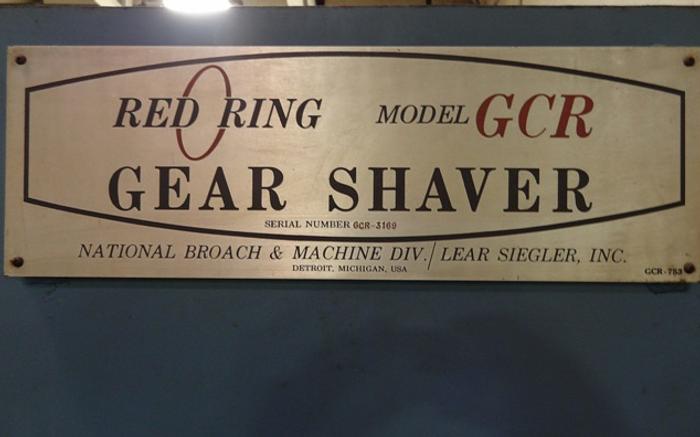 RED RING MODEL GCR
GEAR SHAVER
SERIAL NUMBER GCR-3169
NATIONAL BROACH & MACHINE DIV./LEAR SIEGLER, INC.
DETROIT, MICHIGAN, USA
GCR-783